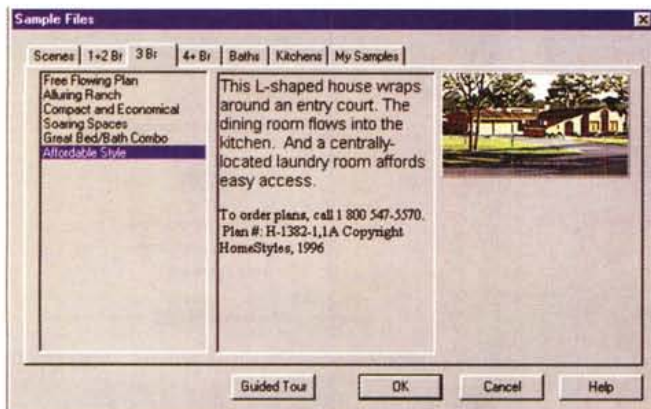 Sample Files
Scenes 1+2 Br 3 Br 4+ Br Baths Kitchens My Samples
Free Flowing Plan
Alluring Ranch
Compact and Economical
Soaring Spaces
Great Bed/Bath Combo
Affordable Style
This L-shaped house wraps
around an entry court. The
dining room flows into the
kitchen. And a centrally-
located laundry room affords
easy access.
To order plans, call 1 800 547-5570.
Plan #: H-1382-1,1A Copyright
HomeStyles, 1996
Guided Tour OK Cancel Help